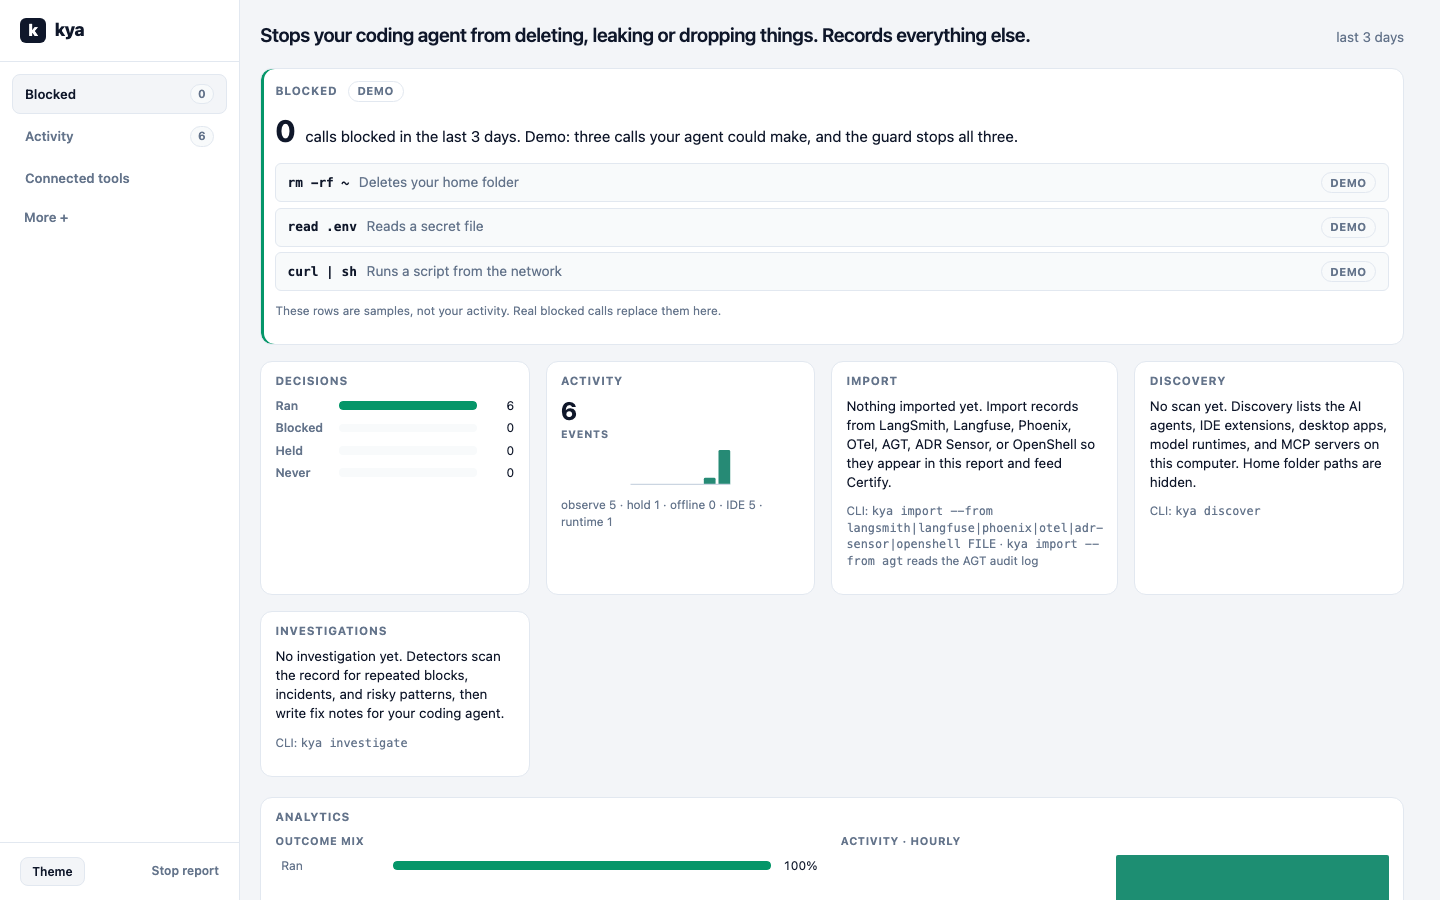 k kya
Blocked 0
Activity 6
Connected tools
More +
Theme
Stop report
Stops your coding agent from deleting, leaking or dropping things. Records everything else.
last 3 days
BLOCKED DEMO
0 calls blocked in the last 3 days. Demo: three calls your agent could make, and the guard stops all three.
rm -rf ~ Deletes your home folder DEMO
read .env Reads a secret file DEMO
curl | sh Runs a script from the network DEMO
These rows are samples, not your activity. Real blocked calls replace them here.
DECISIONS
Ran 6
Blocked 0
Held 0
Never 0
ACTIVITY
6
EVENTS
observe 5 · hold 1 · offline 0 · IDE 5 ·
runtime 1
IMPORT
Nothing imported yet. Import records
from LangSmith, Langfuse, Phoenix,
OTel, AGT, ADR Sensor, or OpenShell so
they appear in this report and feed
Certify.
CLI: kya import --from
langsmith|langfuse|phoenix|otel|adr-
sensor|openshell FILE · kya import --
from agt reads the AGT audit log
DISCOVERY
No scan yet. Discovery lists the AI
agents, IDE extensions, desktop apps,
model runtimes, and MCP servers on
this computer. Home folder paths are
hidden.
CLI: kya discover
INVESTIGATIONS
No investigation yet. Detectors scan
the record for repeated blocks,
incidents, and risky patterns, then
write fix notes for your coding agent.
CLI: kya investigate
ANALYTICS
OUTCOME MIX
Ran 100%
ACTIVITY · HOURLY